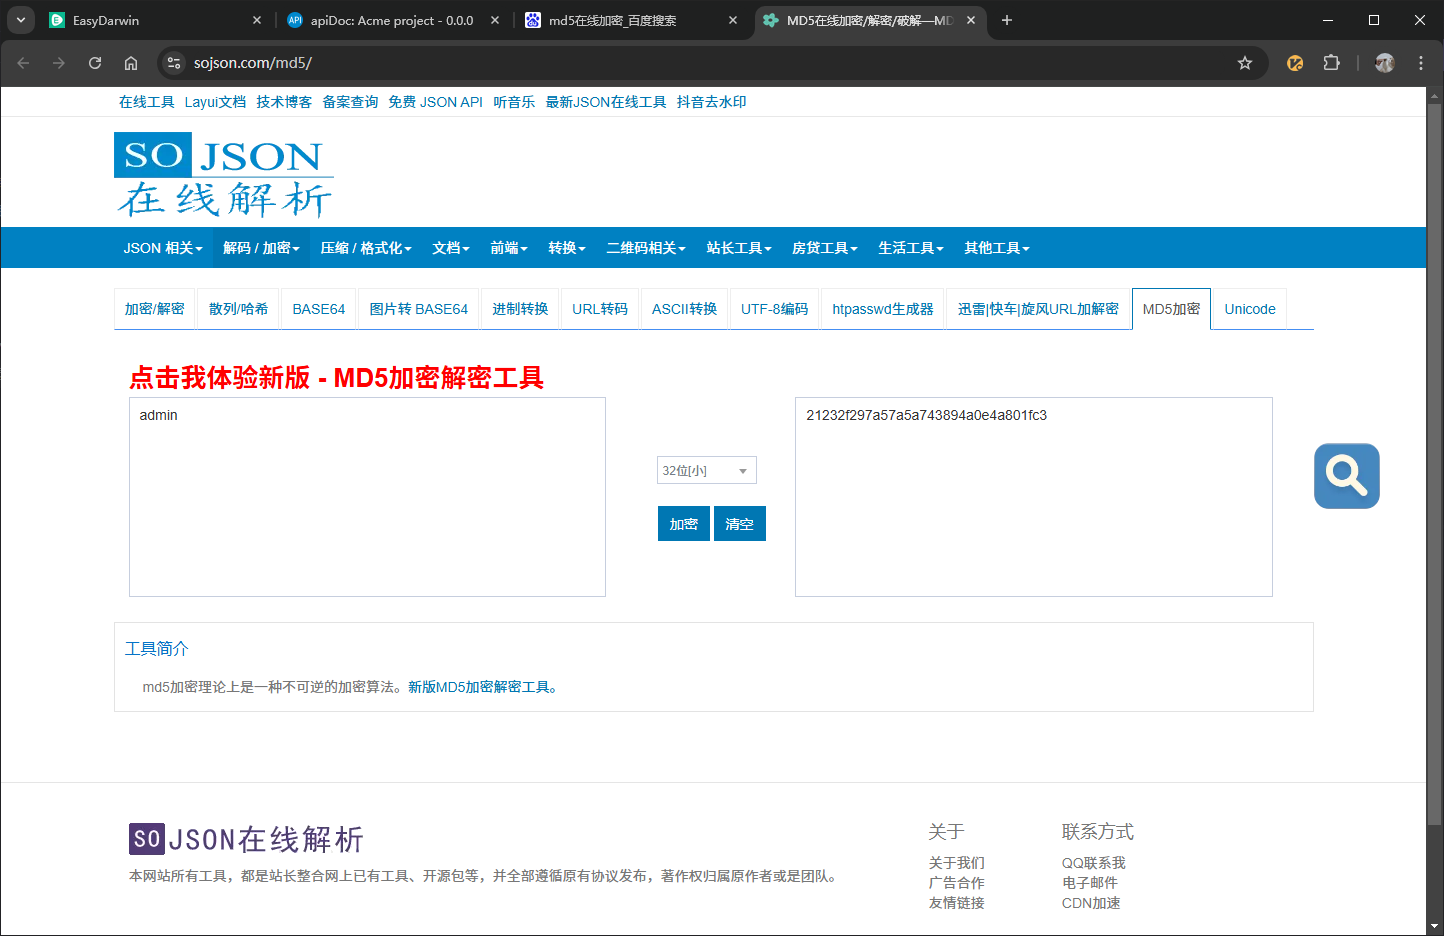 EasyDarwin
apiDoc: Acme project - 0.0.0
md5在线加密_百度搜索
MD5在线加密/解密/破解—MD
sojson.com/md5/
在线工具 Layui文档 技术博客 备案查询 免费 JSON API 听音乐 最新JSON在线工具 抖音去水印
SO JSON
在线解析
JSON 相关 解码 / 加密 压缩 / 格式化 文档 前端 转换 二维码相关 站长工具 房贷工具 生活工具 其他工具
加密/解密 散列/哈希 BASE64 图片转 BASE64 进制转换 URL转码 ASCII转换 UTF-8编码 htpasswd生成器 迅雷|快车|旋风URL加解密 MD5加密 Unicode
点击我体验新版 - MD5加密解密工具
admin
32位[小]
加密 清空
21232f297a57a5a743894a0e4a801fc3
工具简介
md5加密理论上是一种不可逆的加密算法。新版MD5加密解密工具。
SO JSON在线解析
本网站所有工具，都是站长整合网上已有工具、开源包等，并全部遵循原有协议发布，著作权归属原作者或是团队。
关于
关于我们
广告合作
友情链接
联系方式
QQ联系我
电子邮件
CDN加速